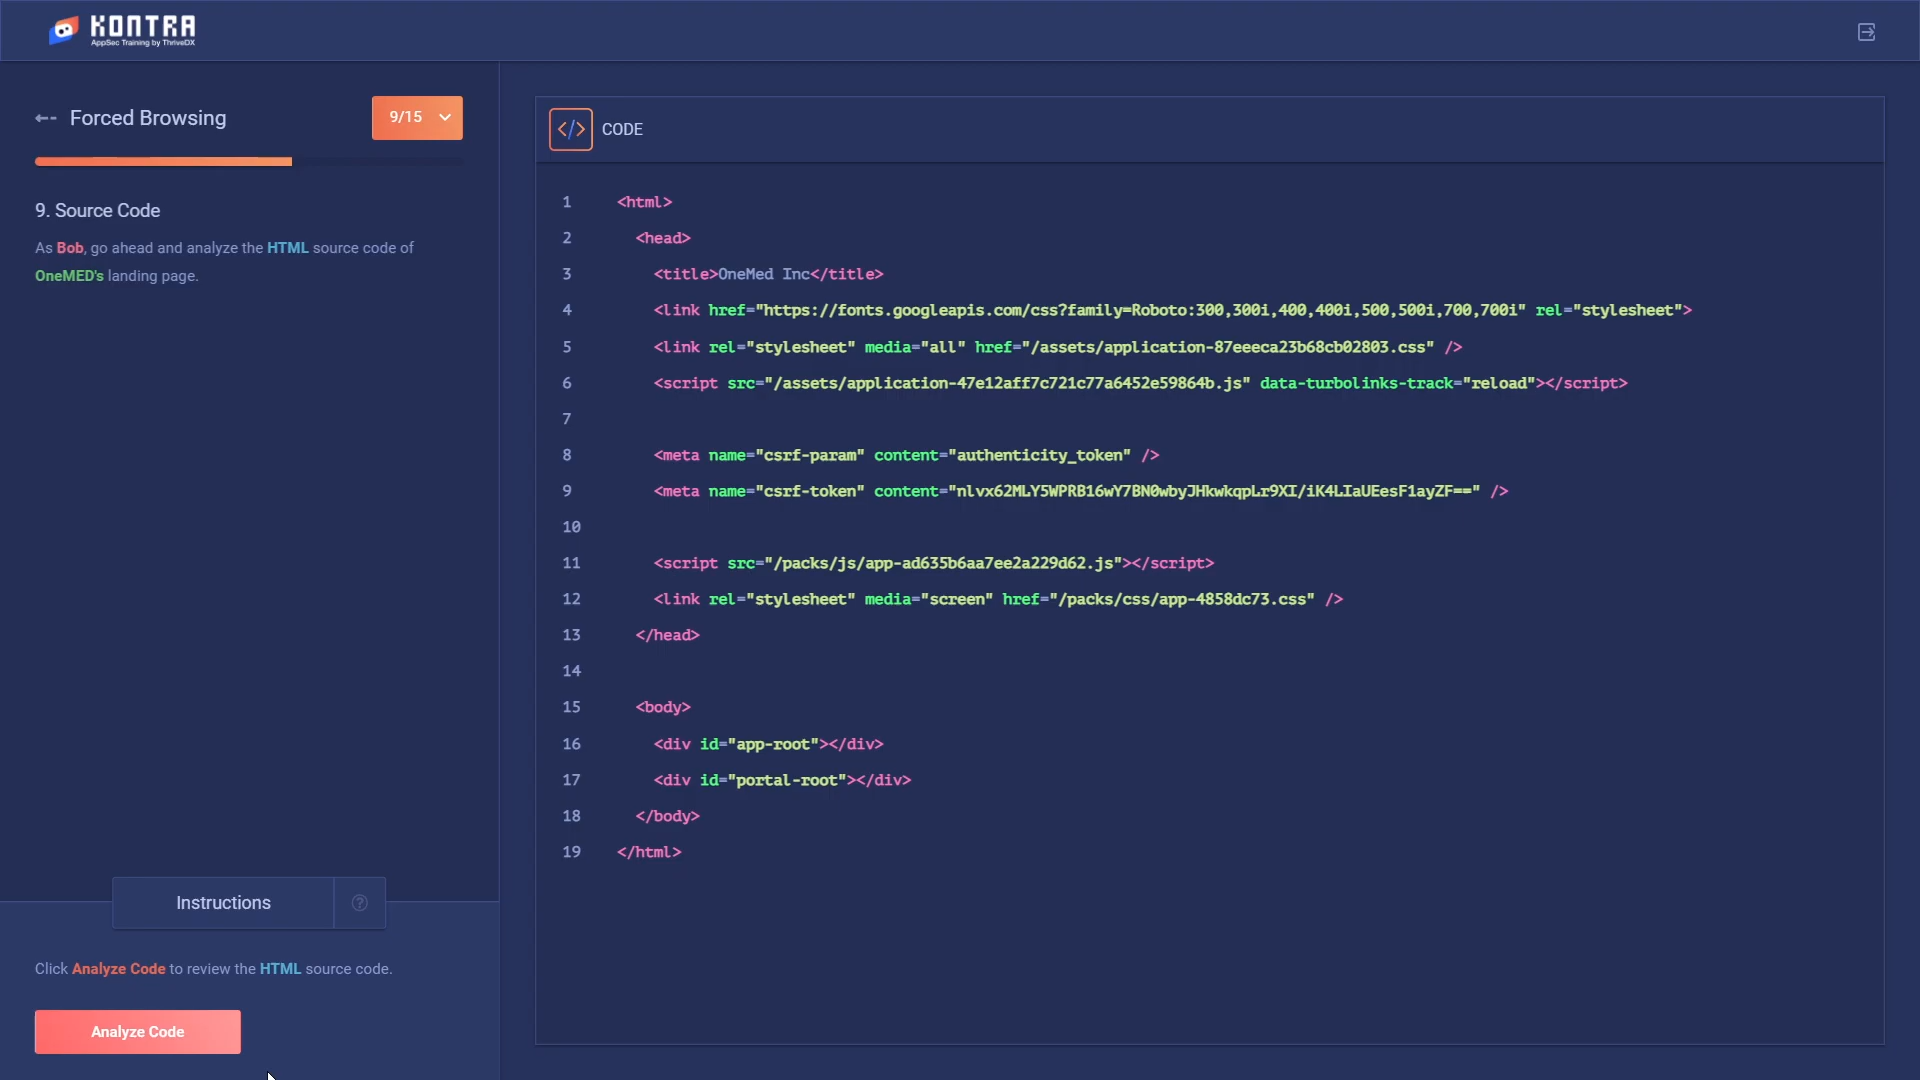 KONTRA
AppSec Training by ThriveDX
Forced Browsing
9/15
9. Source Code
As Bob, go ahead and analyze the HTML source code of
OneMED's landing page.
Instructions
?
Click Analyze Code to review the HTML source code.
Analyze Code
</> CODE
1 <html>
2 <head>
3 <title>OneMed Inc</title>
4 <link href="https://fonts.googleapis.com/css?family=Roboto:300,300i,400,400i,500,500i,700,700i" rel="stylesheet">
5 <link rel="stylesheet" media="all" href="/assets/application-87eeeca23b68cb02803.css" />
6 <script src="/assets/application-47e12aff7c721c77a6452e59864b.js" data-turbolinks-track="reload"></script>
7
8 <meta name="csrf-param" content="authenticity_token" />
9 <meta name="csrf-token" content="nlvx62MLY5WPRB16wY7BN0wbyJHkwkqpLr9XI/iK4LIaUEesF1ayZF==" />
10
11 <script src="/packs/js/app-ad635b6aa7ee2a229d62.js"></script>
12 <link rel="stylesheet" media="screen" href="/packs/css/app-4858dc73.css" />
13 </head>
14
15 <body>
16 <div id="app-root"></div>
17 <div id="portal-root"></div>
18 </body>
19 </html>